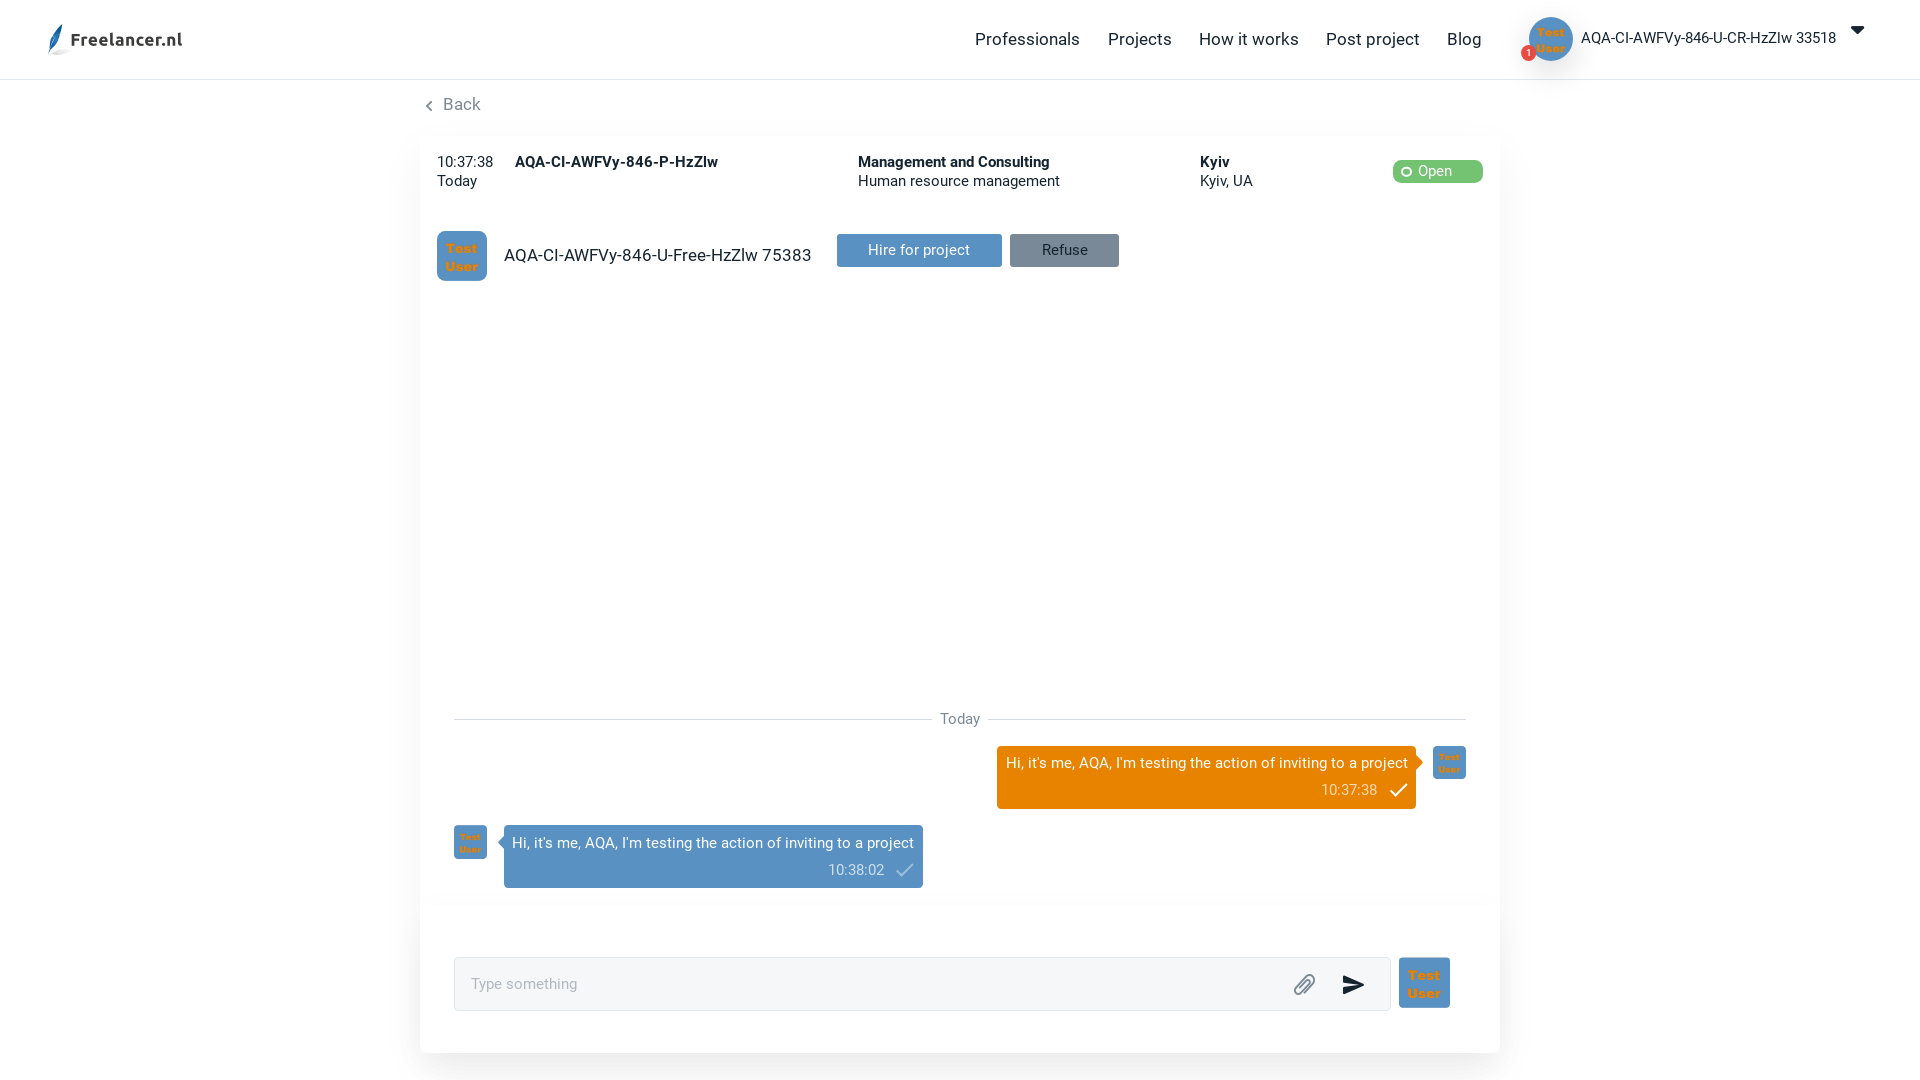 Freelancer.nl
Professionals
Projects
How it works
Post project
Blog
Test
User
1
AQA-CI-AWFVy-846-U-CR-HzZlw 33518
Back
10:37:38
Today
AQA-CI-AWFVy-846-P-HzZlw
Management and Consulting
Human resource management
Kyiv
Kyiv, UA
Open
Test
User
AQA-CI-AWFVy-846-U-Free-HzZlw 75383
Hire for project
Refuse
Today
Hi, it's me, AQA, I'm testing the action of inviting to a project
10:37:38
Test
User
Test
User
Hi, it's me, AQA, I'm testing the action of inviting to a project
10:38:02
Type something
Test
User